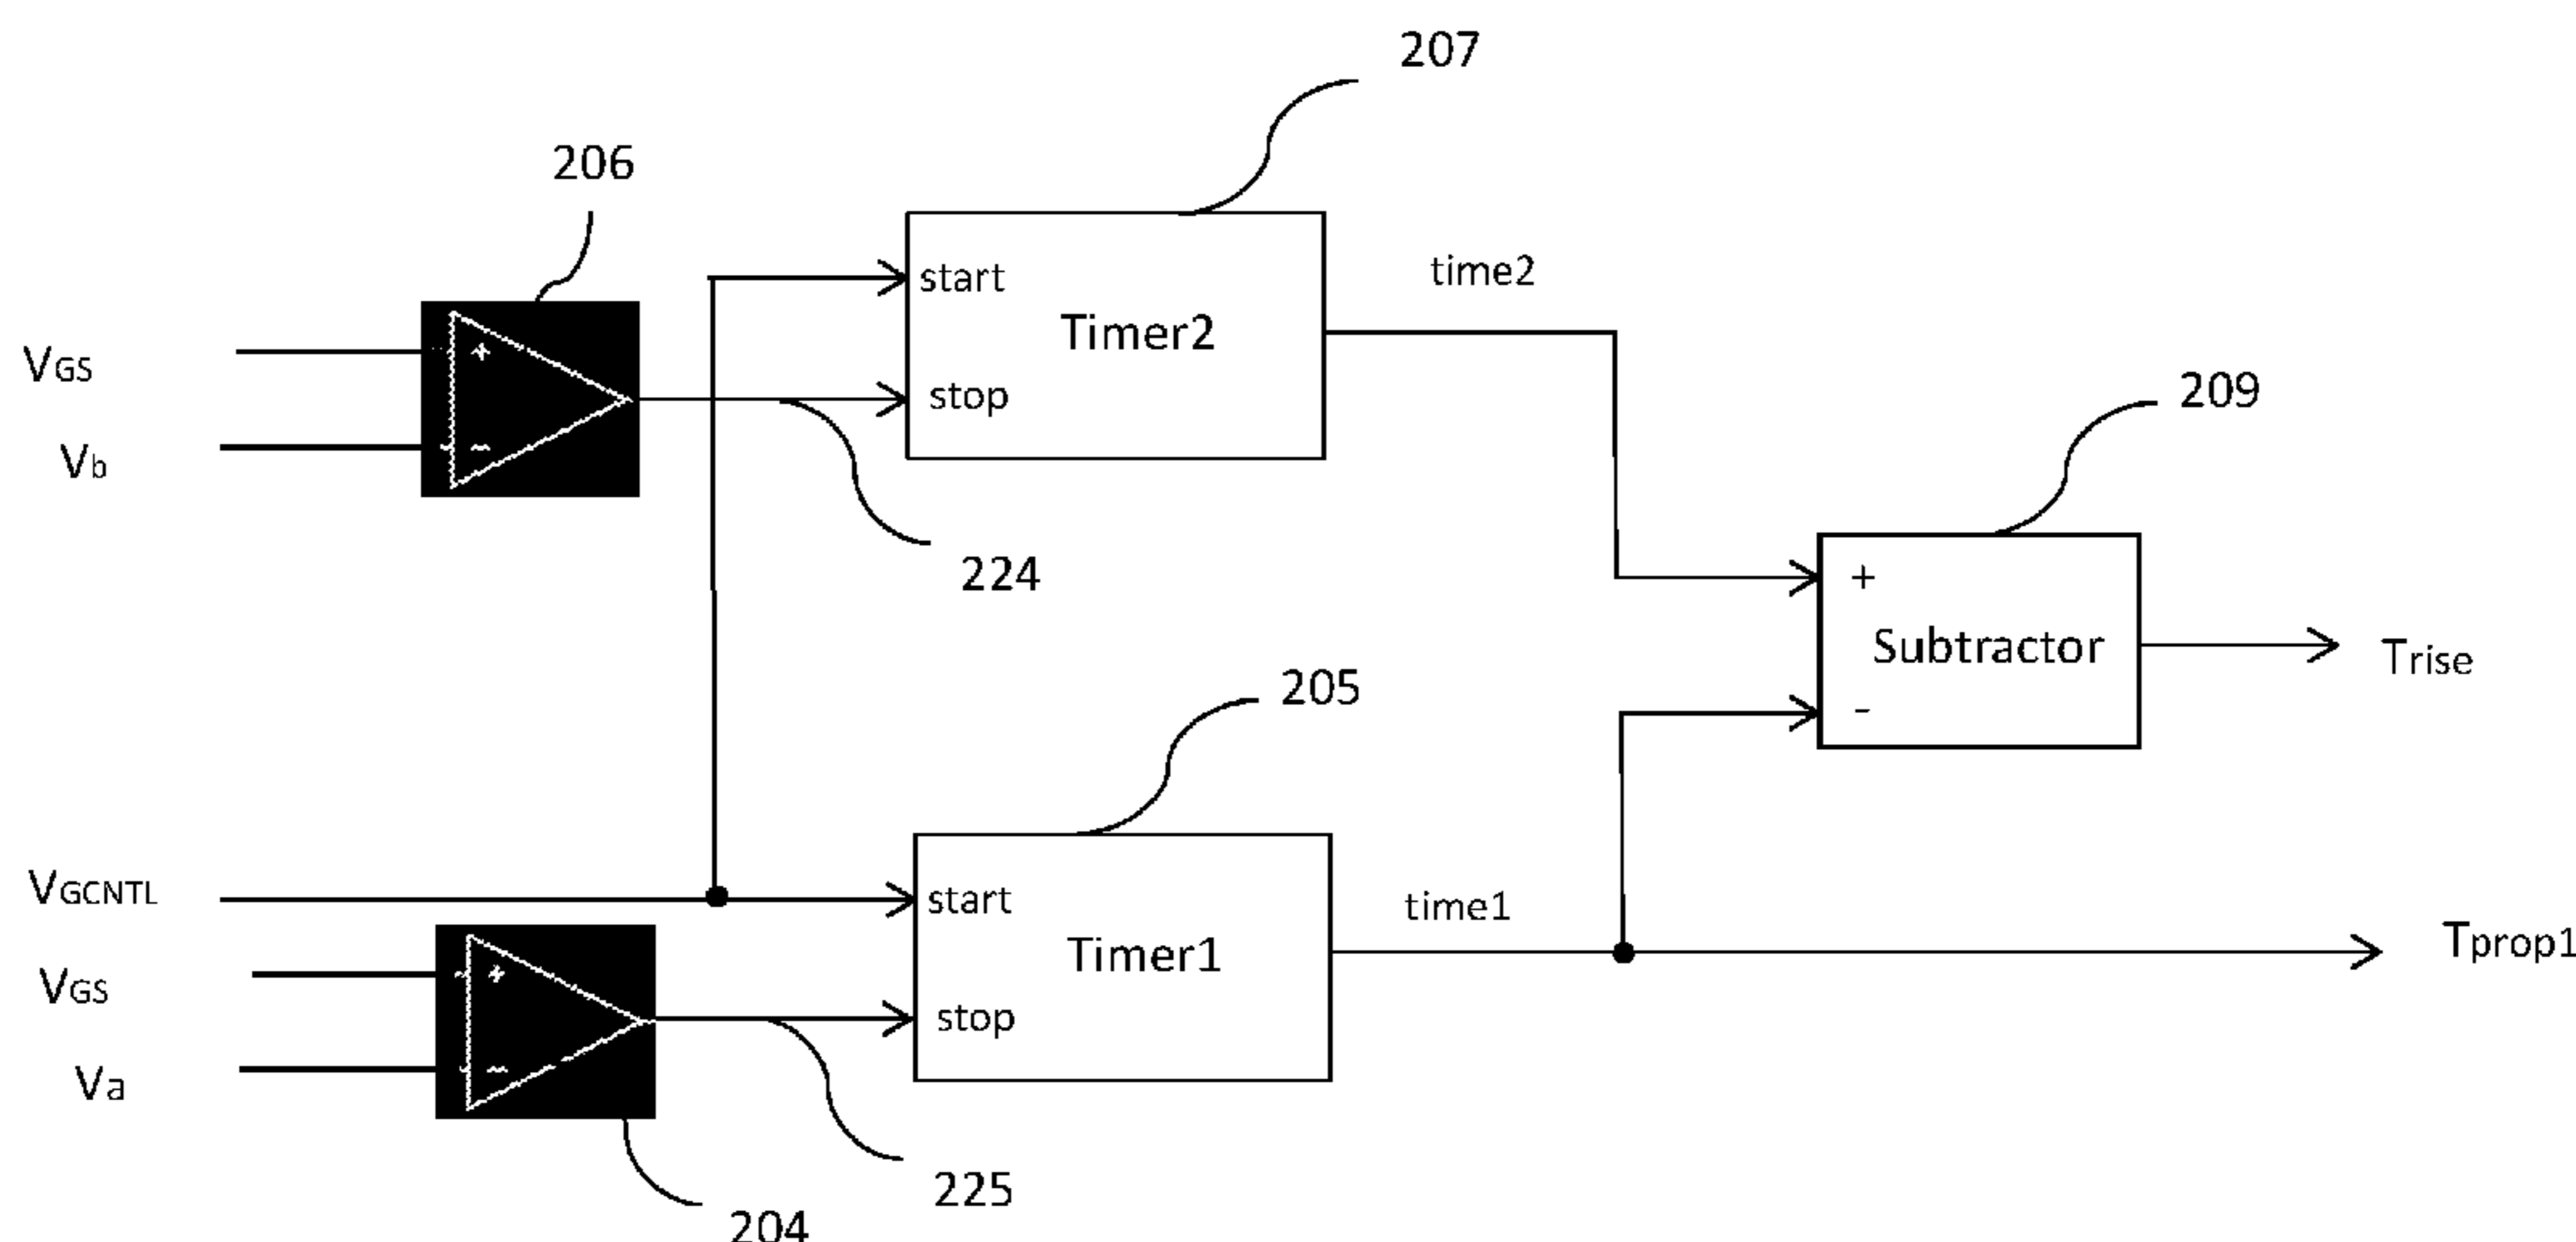 207
206
start
time2
Timer2
VGS
+
stop
209
Vb
-
224
+
Subtractor
Trise
205
-
VGCNTL
start
time1
Tprop1
Timer1
VGS
+
stop
Va
-
225
204